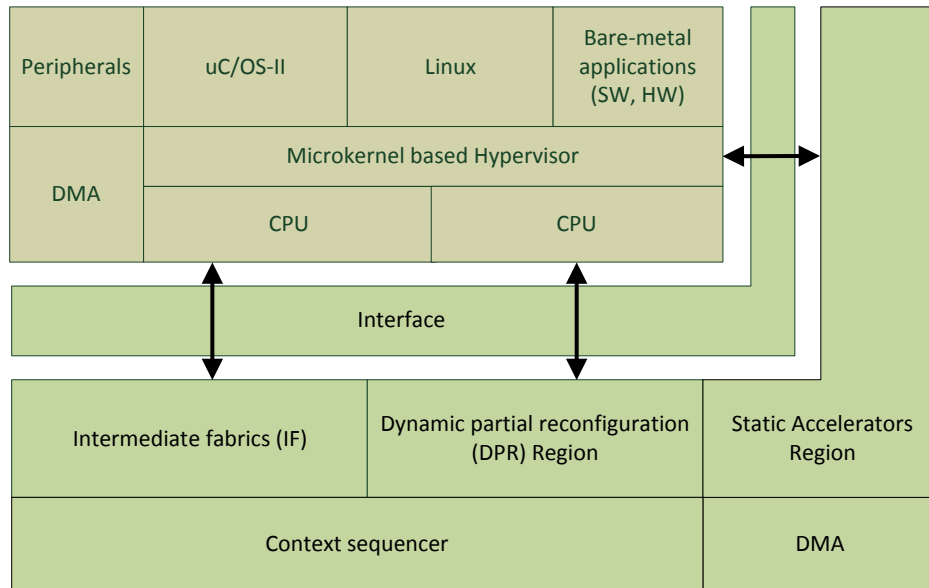 Peripherals
uC/OS-II
Linux
Bare-metal
applications
(SW, HW)
DMA
Microkernel based Hypervisor
CPU
CPU
Interface
Intermediate fabrics (IF)
Dynamic partial reconfiguration
(DPR) Region
Static Accelerators
Region
Context sequencer
DMA